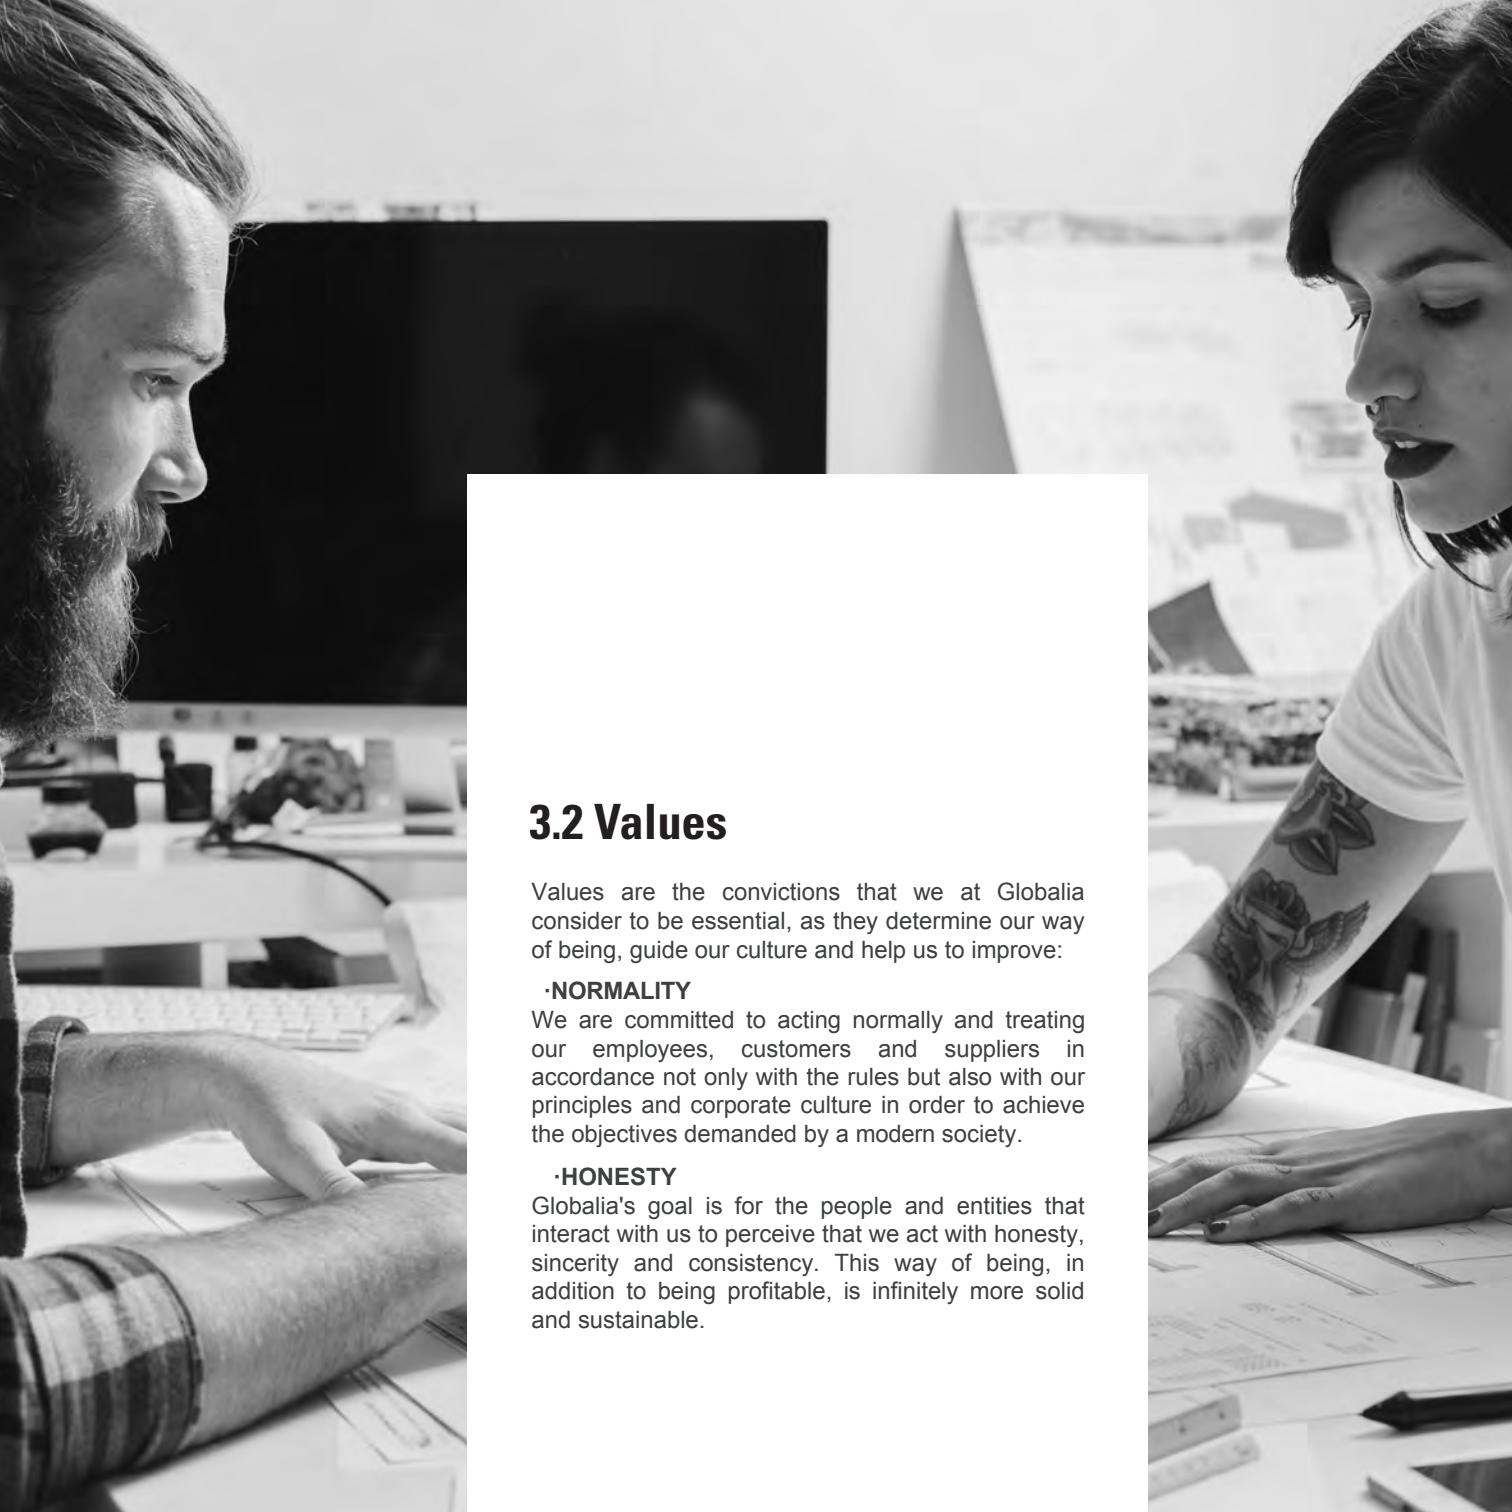 3.2 Values
Values are the convictions that we at Globalia
consider to be essential, as they determine our way
of being, guide our culture and help us to improve:
·NORMALITY
We are committed to acting normally and treating
our employees, customers and suppliers in
accordance not only with the rules but also with our
principles and corporate culture in order to achieve
the objectives demanded by a modern society.
·HONESTY
Globalia's goal is for the people and entities that
interact with us to perceive that we act with honesty,
sincerity and consistency. This way of being, in
addition to being profitable, is infinitely more solid
and sustainable.